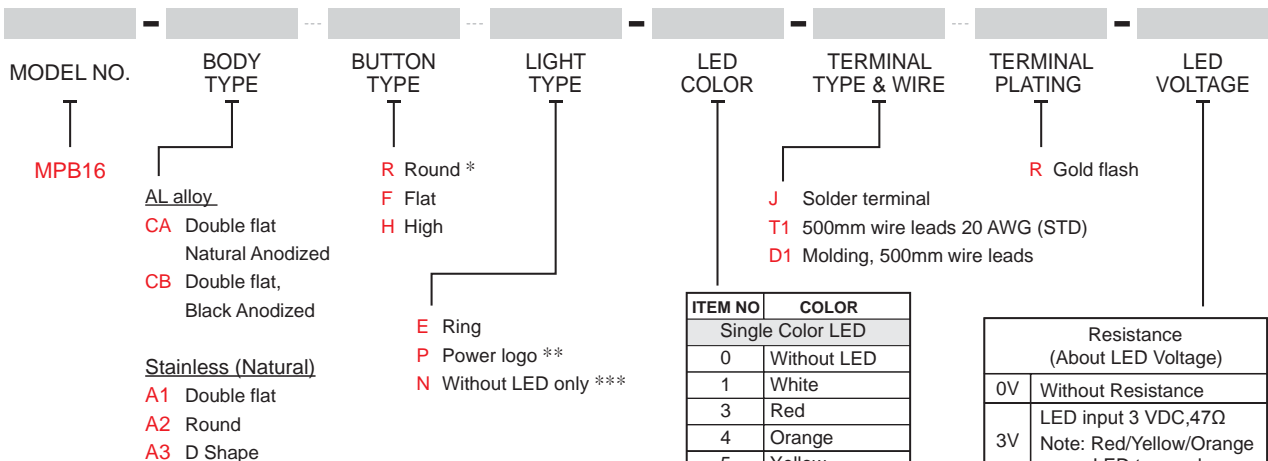 MODEL NO.
BODY
TYPE
BUTTON
TYPE
LIGHT
TYPE
LED
COLOR
TERMINAL
TYPE & WIRE
TERMINAL
PLATING
LED
VOLTAGE
MPB16
AL alloy
CA Double flat
Natural Anodized
CB Double flat,
Black Anodized
Stainless (Natural)
A1 Double flat
A2 Round
A3 D Shape
R Round *
F Flat
H High
E Ring
P Power logo **
N Without LED only ***
ITEM NO COLOR
Single Color LED
0 Without LED
1 White
3 Red
4 Orange
5 Yellow
J Solder terminal
T1 500mm wire leads 20 AWG (STD)
D1 Molding, 500mm wire leads
R Gold flash
Resistance
(About LED Voltage)
0V Without Resistance
3V LED input 3 VDC,47Ω
Note: Red/Yellow/Orange